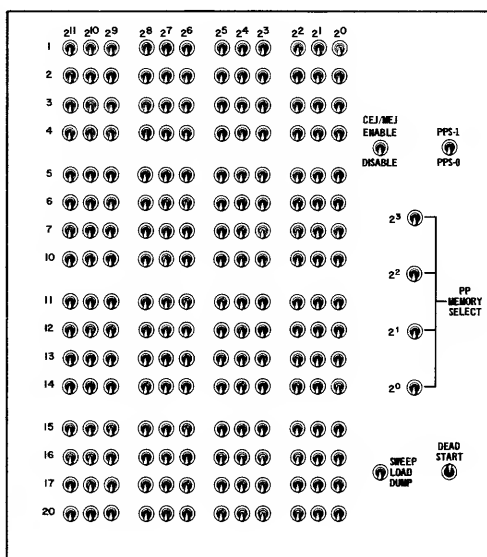 2¹¹ 2¹⁰ 2⁹ 2⁸ 2⁷ 2⁶ 2⁵ 2⁴ 2³ 2² 2¹ 2⁰
1
2
3
4
5
6
7
10
11
12
13
14
15
16
17
20
CEJ/MEJ
ENABLE
DISABLE
PPS-1
PPS-0
2³
2²
2¹
2⁰
PP
MEMORY
SELECT
SWEEP
LOAD
DUMP
DEAD
START